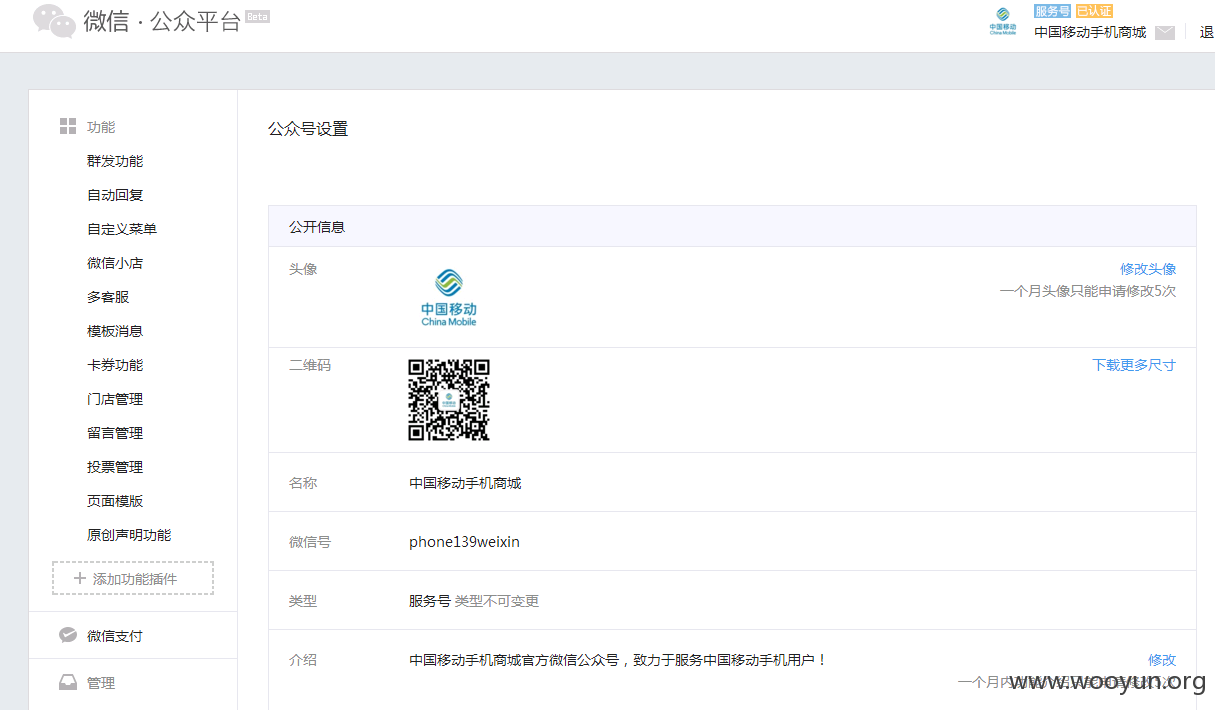 微信·公众平台 Beta
服务号 已认证
中国移动
China Mobile
中国移动手机商城
退
功能
群发功能
自动回复
自定义菜单
微信小店
多客服
模板消息
卡券功能
门店管理
留言管理
投票管理
页面模版
原创声明功能
添加功能插件
微信支付
管理
公众号设置
公开信息
头像
中国移动
China Mobile
修改头像
一个月头像只能申请修改5次
二维码
下载更多尺寸
名称 中国移动手机商城
微信号 phone139weixin
类型 服务号 类型不可变更
介绍 中国移动手机商城官方微信公众号，致力于服务中国移动手机用户！ 修改
一个月内
www.wooyun.org